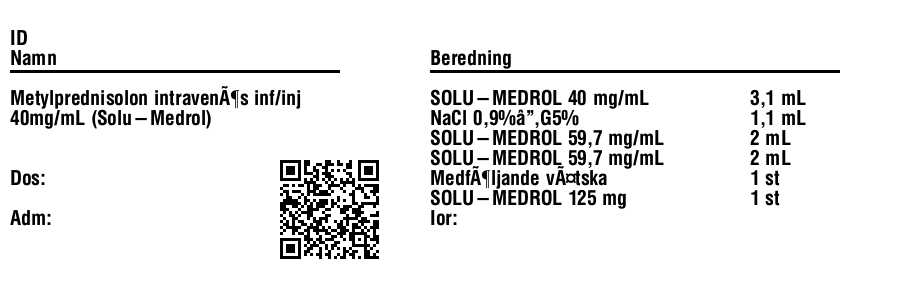 ID
Namn
Metylprednisolon intravenÃ¶s inf/inj
40mg/mL (Solu–Medrol)
Dos:
Adm:
Beredning
SOLU–MEDROL 40 mg/mL 3,1 mL
NaCl 0,9%â”‚G5% 1,1 mL
SOLU–MEDROL 59,7 mg/mL 2 mL
SOLU–MEDROL 59,7 mg/mL 2 mL
MedfÃ¶ljande vÃ¤tska 1 st
SOLU–MEDROL 125 mg 1 st
lor: